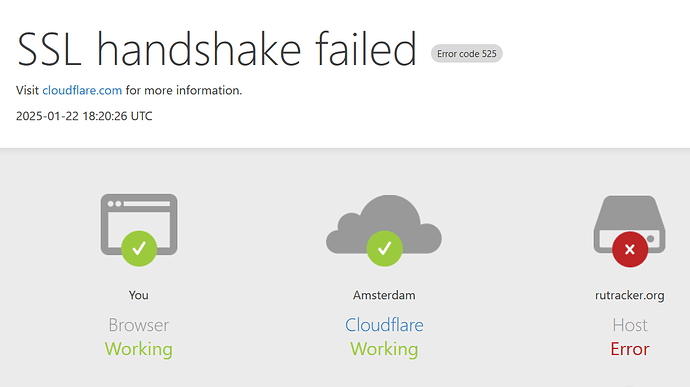 SSL handshake failed Error code 525
Visit cloudflare.com for more information.
2025-01-22 18:20:26 UTC
You
Browser
Working
Amsterdam
Cloudflare
Working
rutracker.org
Host
Error